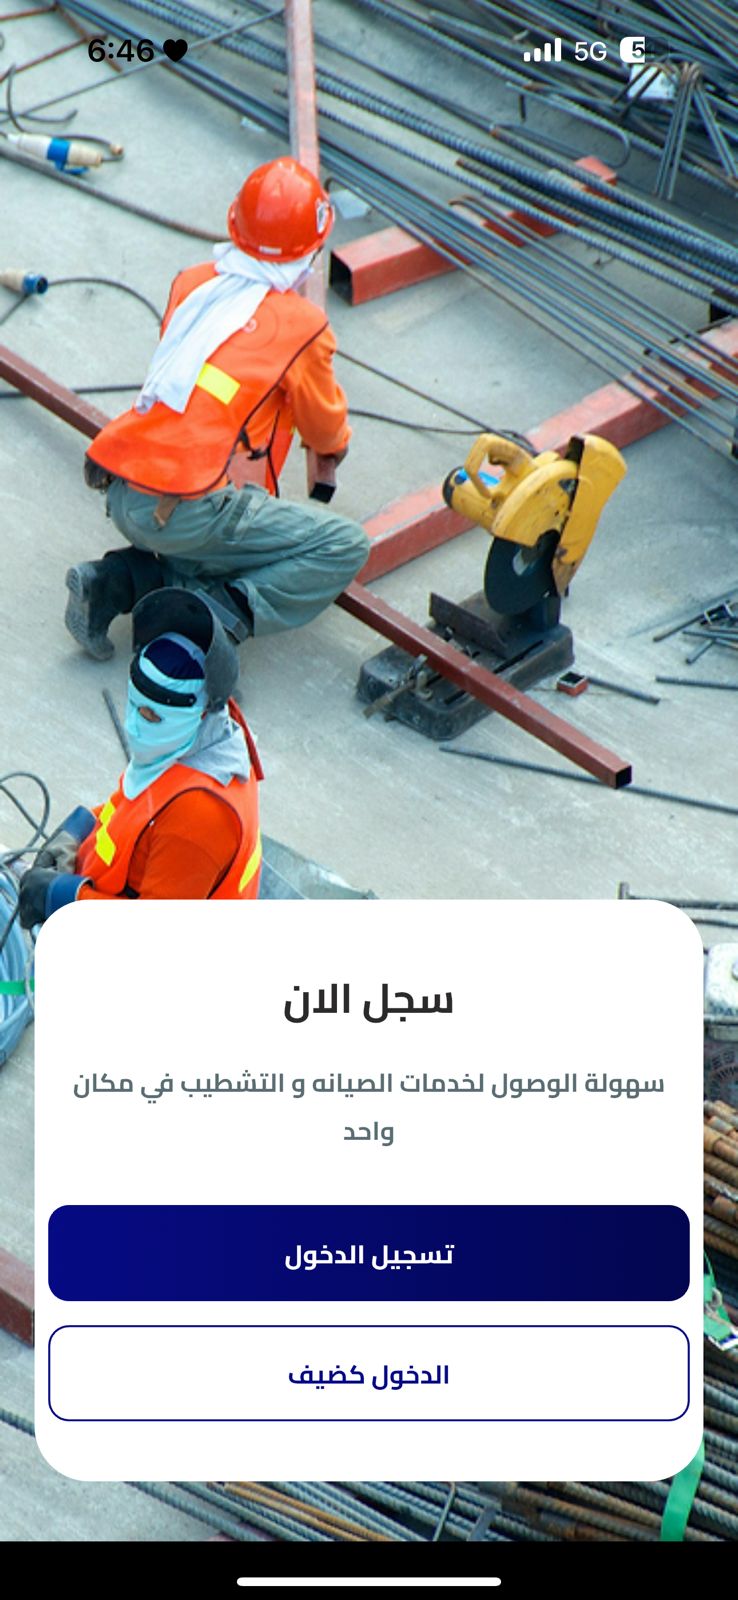 6:46
5G
5
سجل الان
سهولة الوصول لخدمات الصيانه و التشطيب في مكان
واحد
تسجيل الدخول
الدخول كضيف